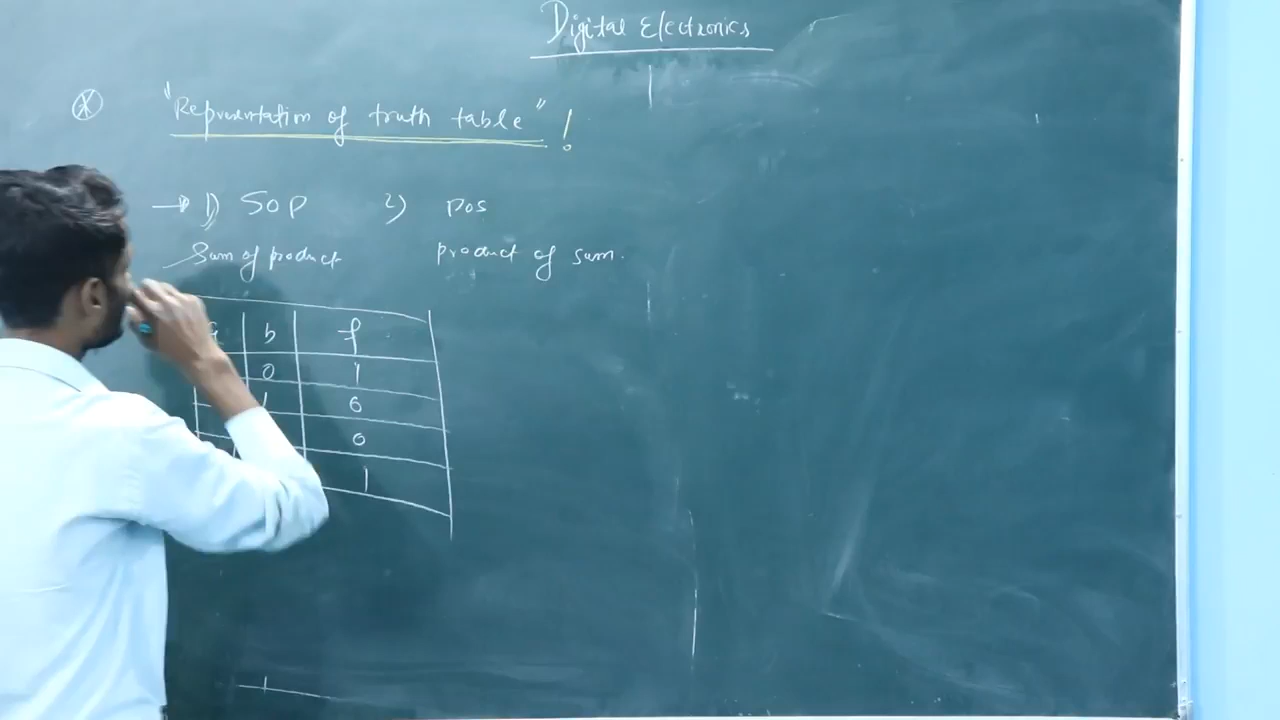 Digital Electronics
"Representation of truth table" !
→ 1) SOP 2) POS
Sum of product product of sum.
b f
0 1
1 0
0
1